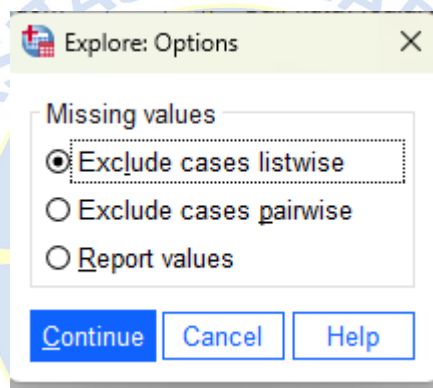 Explore: Options
Missing values
Exclude cases listwise
Exclude cases pairwise
Report values
Continue Cancel Help